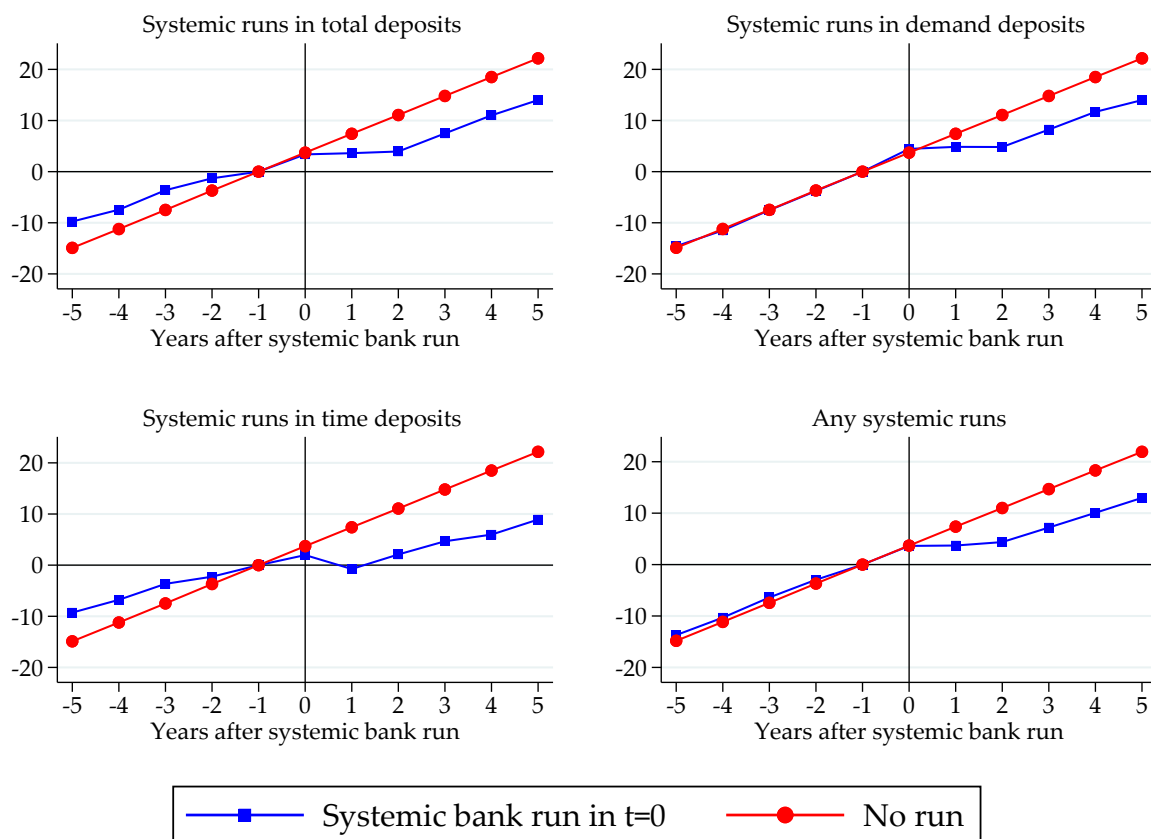 Systemic runs in total deposits
20
10
0
-10
-20
-5 -4 -3 -2 -1 0 1 2 3 4 5
Years after systemic bank run
Systemic runs in demand deposits
20
10
0
-10
-20
-5 -4 -3 -2 -1 0 1 2 3 4 5
Years after systemic bank run
Systemic runs in time deposits
20
10
0
-10
-20
-5 -4 -3 -2 -1 0 1 2 3 4 5
Years after systemic bank run
Any systemic runs
20
10
0
-10
-20
-5 -4 -3 -2 -1 0 1 2 3 4 5
Years after systemic bank run
Systemic bank run in t=0 No run